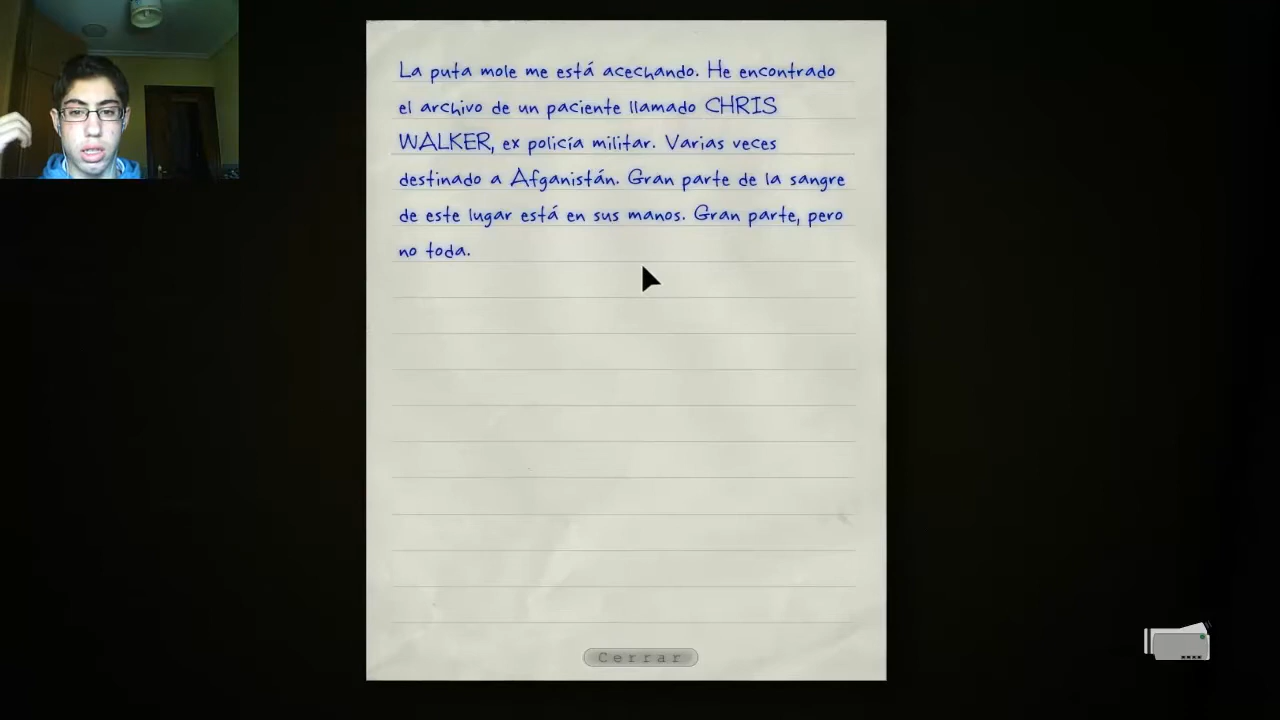 La puta mole me está acechando. He encontrado
el archivo de un paciente llamado CHRIS
WALKER, ex policía militar. Varias veces
destinado a Afganistán. Gran parte de la sangre
de este lugar está en sus manos. Gran parte, pero
no toda.
Cerrar